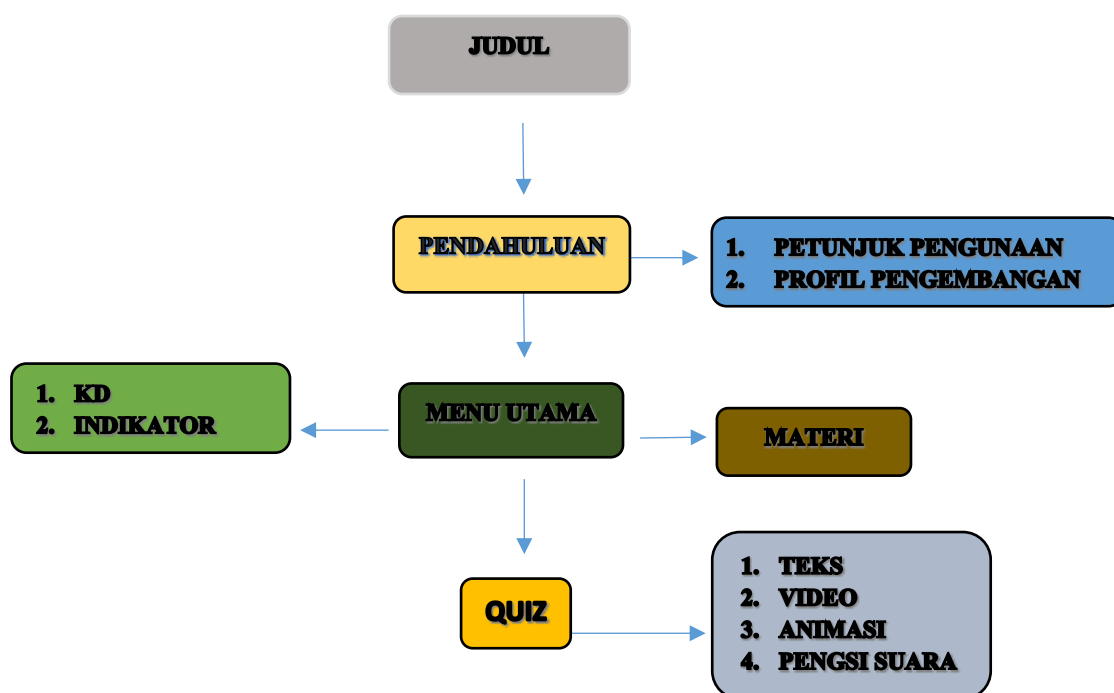 JUDUL
PENDAHULUAN
1. PETUNJUK PENGUNAAN
2. PROFIL PENGEMBANGAN
1. KD
2. INDIKATOR
MENU UTAMA
MATERI
QUIZ
1. TEKS
2. VIDEO
3. ANIMASI
4. PENGSI SUARA